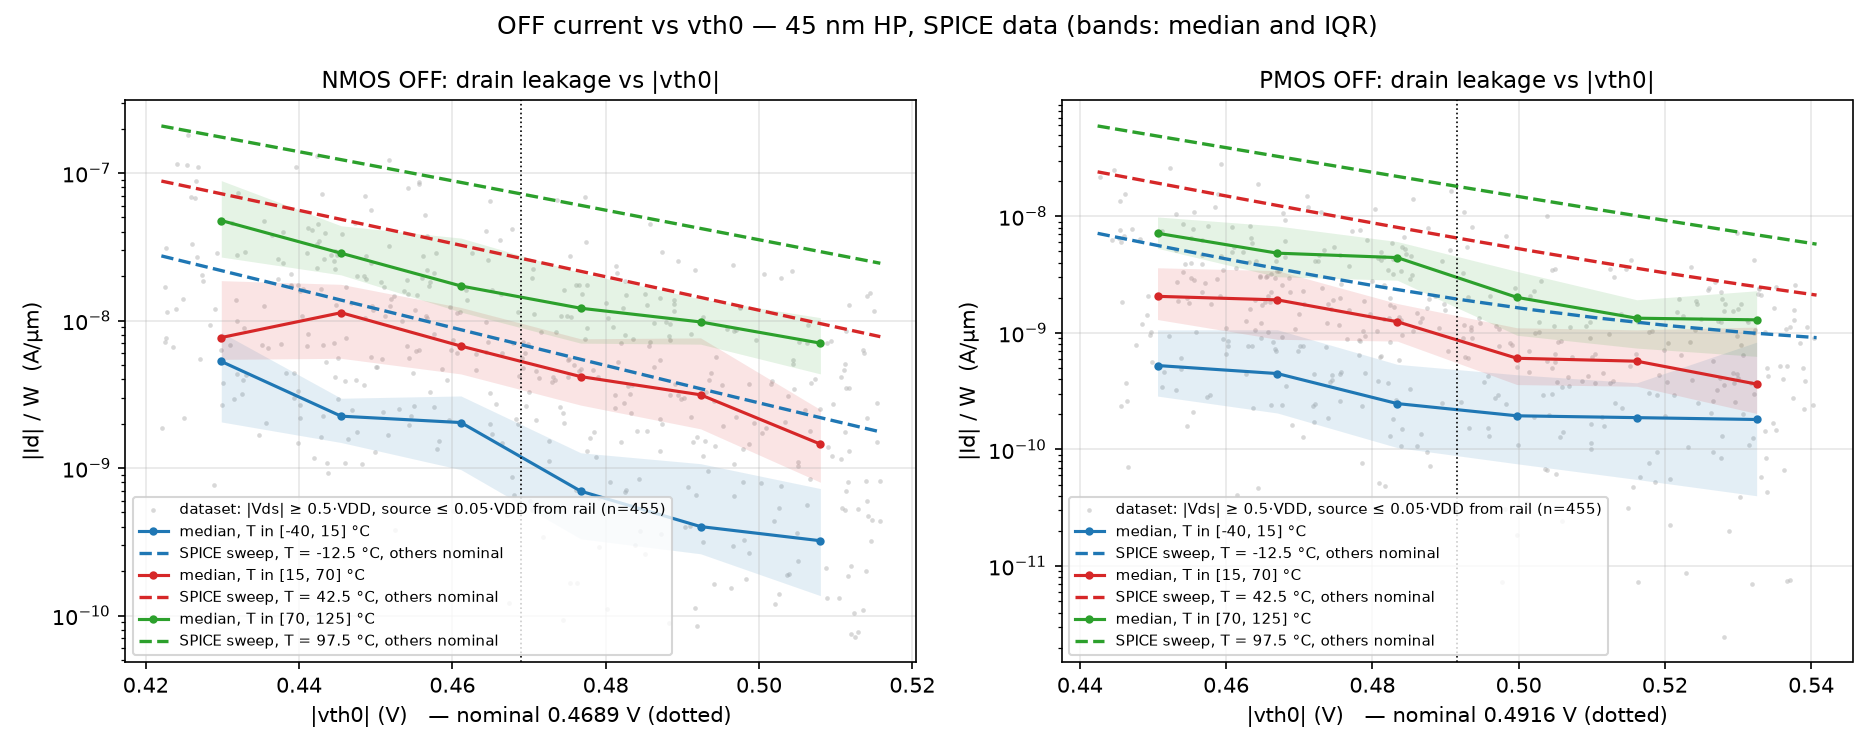 OFF current vs vth0 — 45 nm HP, SPICE data (bands: median and IQR)
NMOS OFF: drain leakage vs |vth0|
|Id| / W (A/μm)
10⁻⁷
10⁻⁸
10⁻⁹
10⁻¹⁰
dataset: |Vds| ≥ 0.5·VDD, source ≤ 0.05·VDD from rail (n=455)
median, T in [-40, 15] °C
SPICE sweep, T = -12.5 °C, others nominal
median, T in [15, 70] °C
SPICE sweep, T = 42.5 °C, others nominal
median, T in [70, 125] °C
SPICE sweep, T = 97.5 °C, others nominal
0.42 0.44 0.46 0.48 0.50 0.52
|vth0| (V) — nominal 0.4689 V (dotted)
PMOS OFF: drain leakage vs |vth0|
|Id| / W (A/μm)
10⁻⁸
10⁻⁹
10⁻¹⁰
10⁻¹¹
dataset: |Vds| ≥ 0.5·VDD, source ≤ 0.05·VDD from rail (n=455)
median, T in [-40, 15] °C
SPICE sweep, T = -12.5 °C, others nominal
median, T in [15, 70] °C
SPICE sweep, T = 42.5 °C, others nominal
median, T in [70, 125] °C
SPICE sweep, T = 97.5 °C, others nominal
0.44 0.46 0.48 0.50 0.52 0.54
|vth0| (V) — nominal 0.4916 V (dotted)